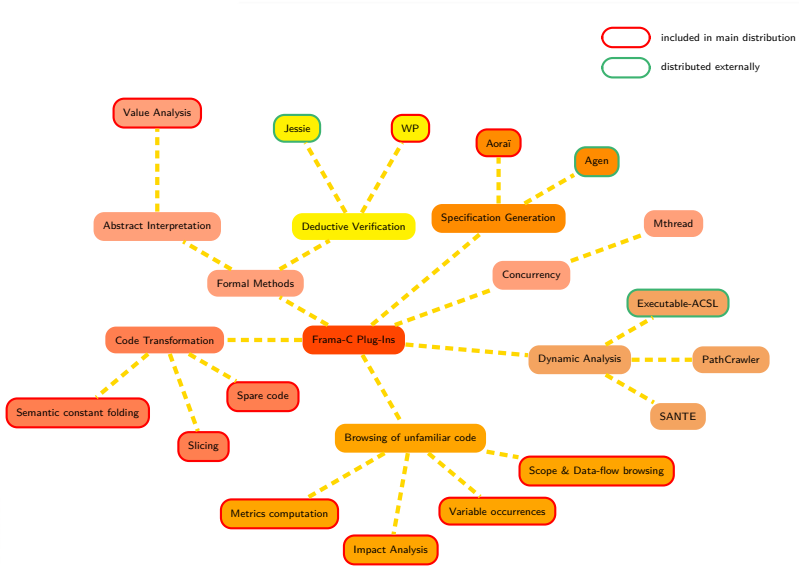 included in main distribution
distributed externally
Value Analysis
Jessie
WP
Aoraï
Agen
Abstract Interpretation
Deductive Verification
Specification Generation
Mthread
Formal Methods
Concurrency
Executable-ACSL
Code Transformation
Frama-C Plug-Ins
Dynamic Analysis
PathCrawler
Semantic constant folding
Spare code
SANTE
Slicing
Browsing of unfamiliar code
Scope & Data-flow browsing
Metrics computation
Variable occurrences
Impact Analysis